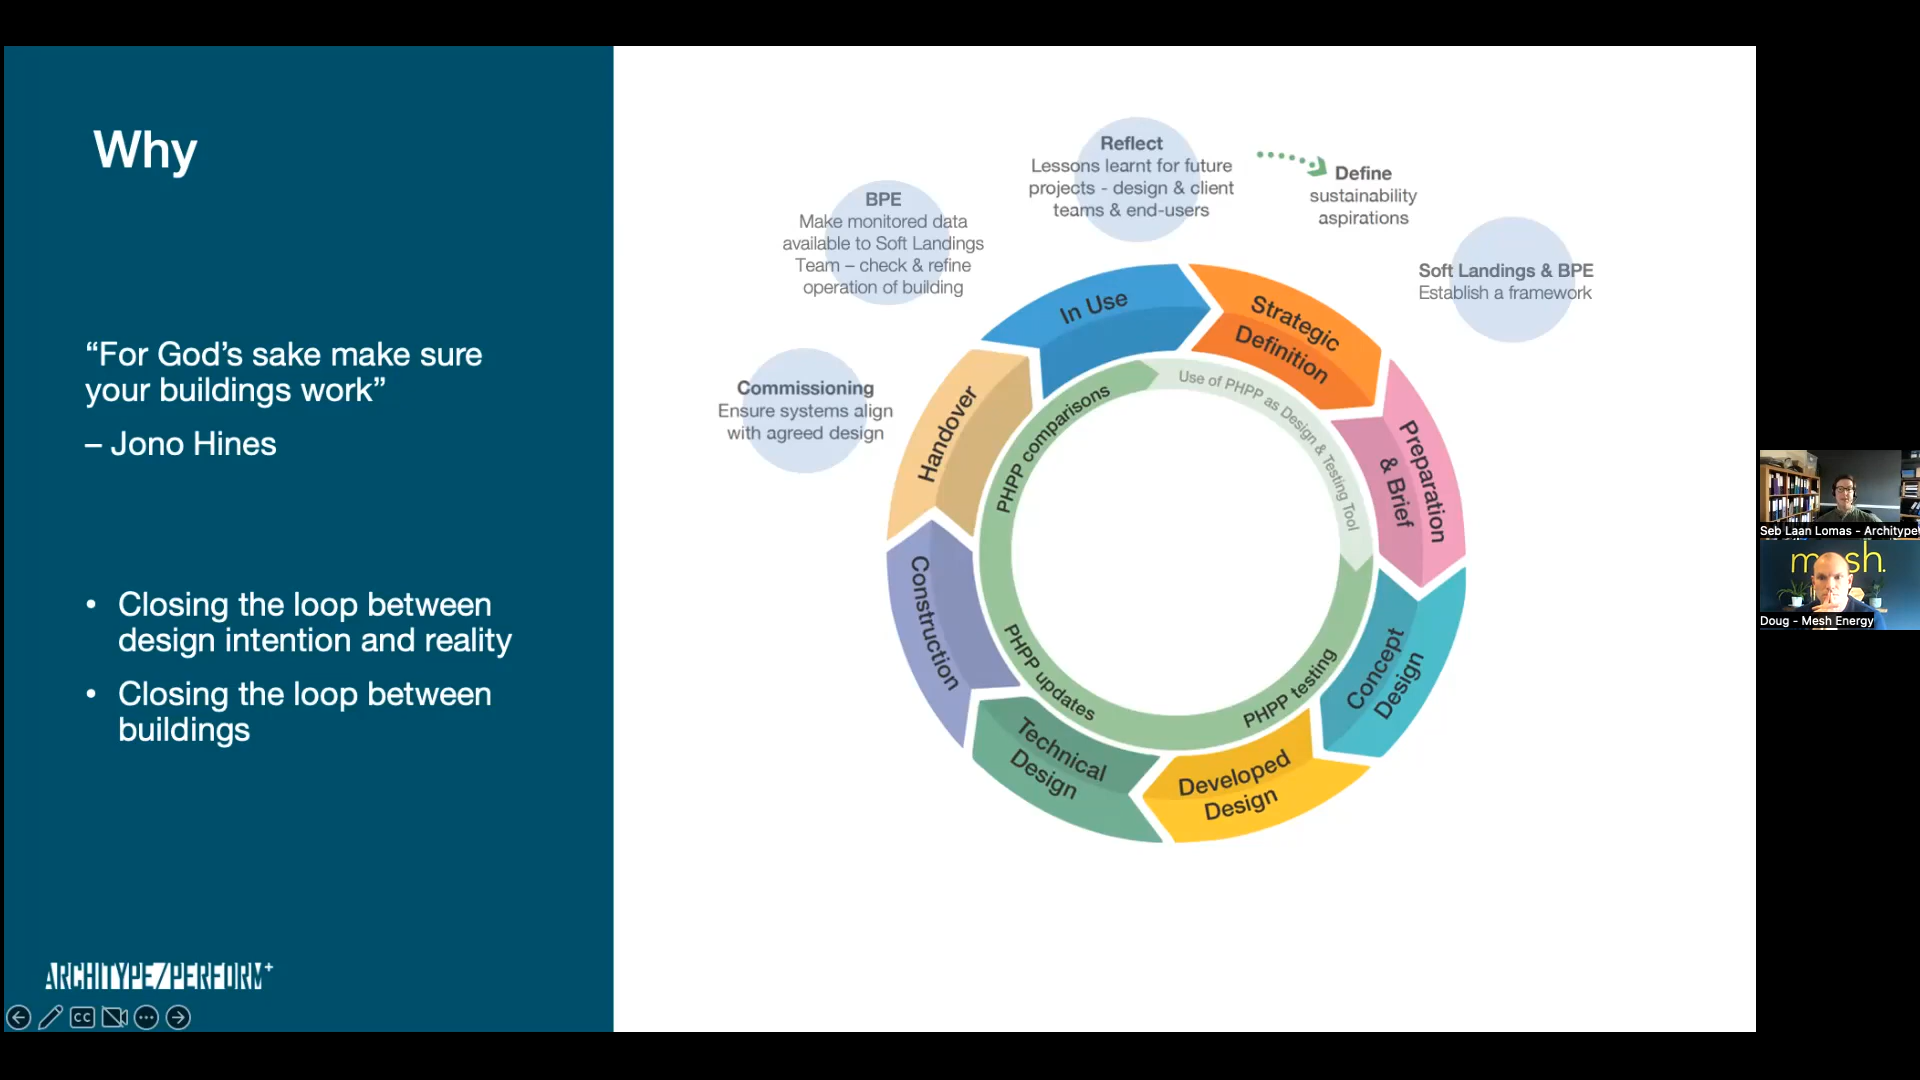 Why
“For God’s sake make sure
your buildings work”
– Jono Hines
• Closing the loop between
design intention and reality
• Closing the loop between
buildings
ARCHITYPE/PERFORM+
CC
Reflect
Lessons learnt for future
projects - design & client
teams & end-users
Define
sustainability
aspirations
BPE
Make monitored data
available to Soft Landings
Team – check & refine
operation of building
Soft Landings & BPE
Establish a framework
Commissioning
Ensure systems align
with agreed design
In Use
Strategic
Definition
Preparation
& Brief
Concept
Design
Developed
Design
Technical
Design
Construction
Handover
PHPP comparisons
Use of PHPP as Design & Testing Tool
PHPP testing
PHPP updates
Seb Laan Lomas - Architype
mesh.
Doug - Mesh Energy